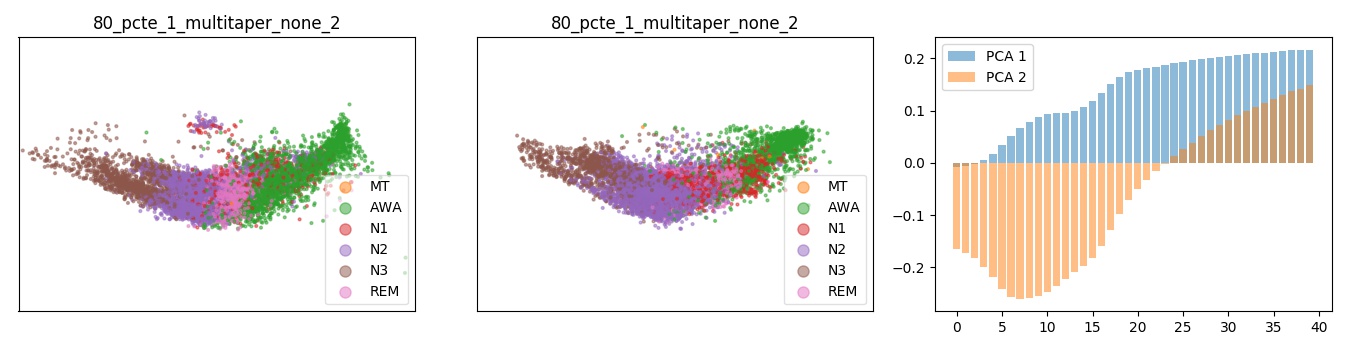 80_pcte_1_multitaper_none_2
MT
AWA
N1
N2
N3
REM
80_pcte_1_multitaper_none_2
MT
AWA
N1
N2
N3
REM
PCA 1
PCA 2
0.2
0.1
0.0
−0.1
−0.2
0 5 10 15 20 25 30 35 40